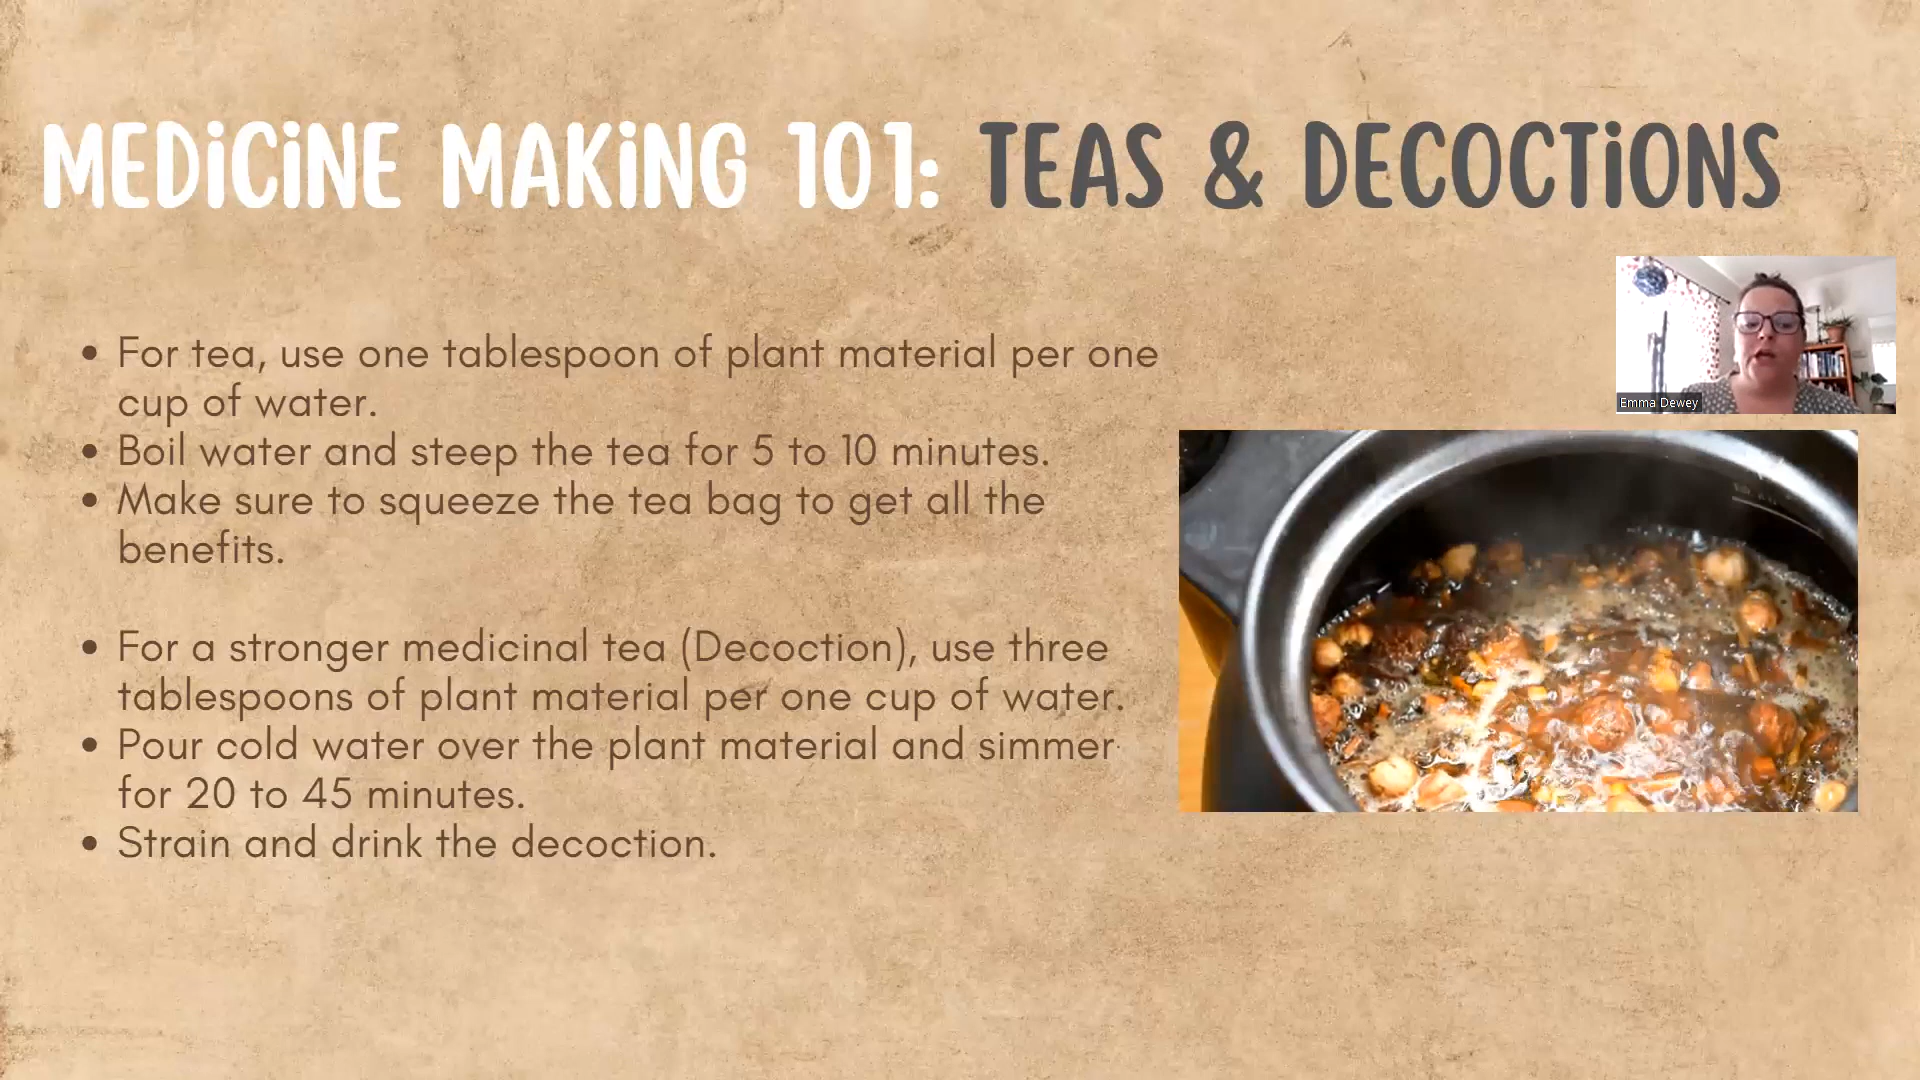 MEDiCiNE MAKiNG 101: TEAS & DECOCTiONS
Emma Dewey
• For tea, use one tablespoon of plant material per one
cup of water.
• Boil water and steep the tea for 5 to 10 minutes.
• Make sure to squeeze the tea bag to get all the
benefits.
• For a stronger medicinal tea (Decoction), use three
tablespoons of plant material per one cup of water.
• Pour cold water over the plant material and simmer
for 20 to 45 minutes.
• Strain and drink the decoction.